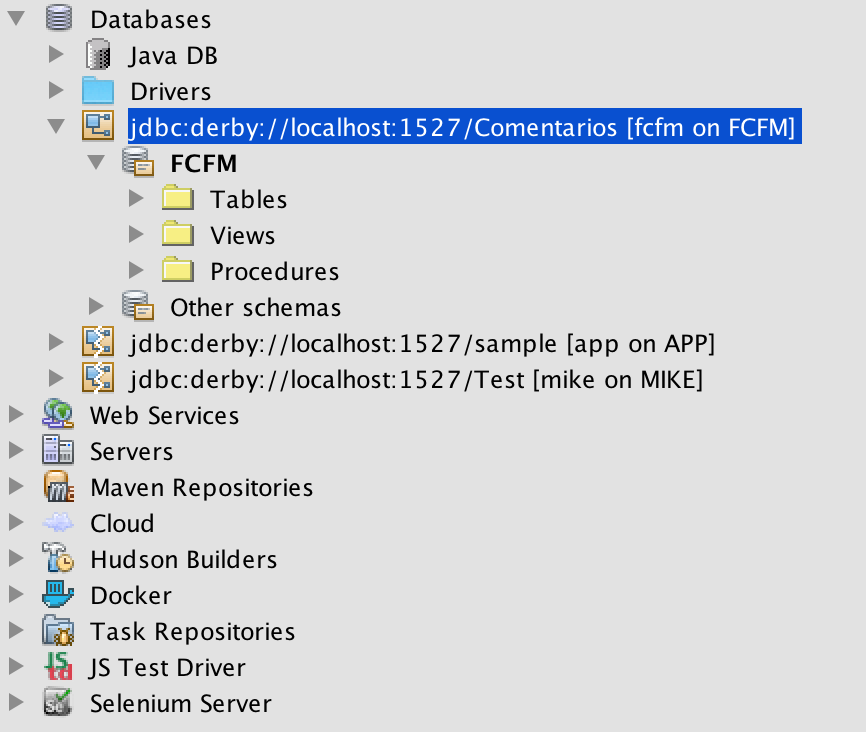 Databases
Java DB
Drivers
jdbc:derby://localhost:1527/Comentarios [fcfm on FCFM]
FCFM
Tables
Views
Procedures
Other schemas
jdbc:derby://localhost:1527/sample [app on APP]
jdbc:derby://localhost:1527/Test [mike on MIKE]
Web Services
Servers
Maven Repositories
Cloud
Hudson Builders
Docker
Task Repositories
JS Test Driver
Selenium Server